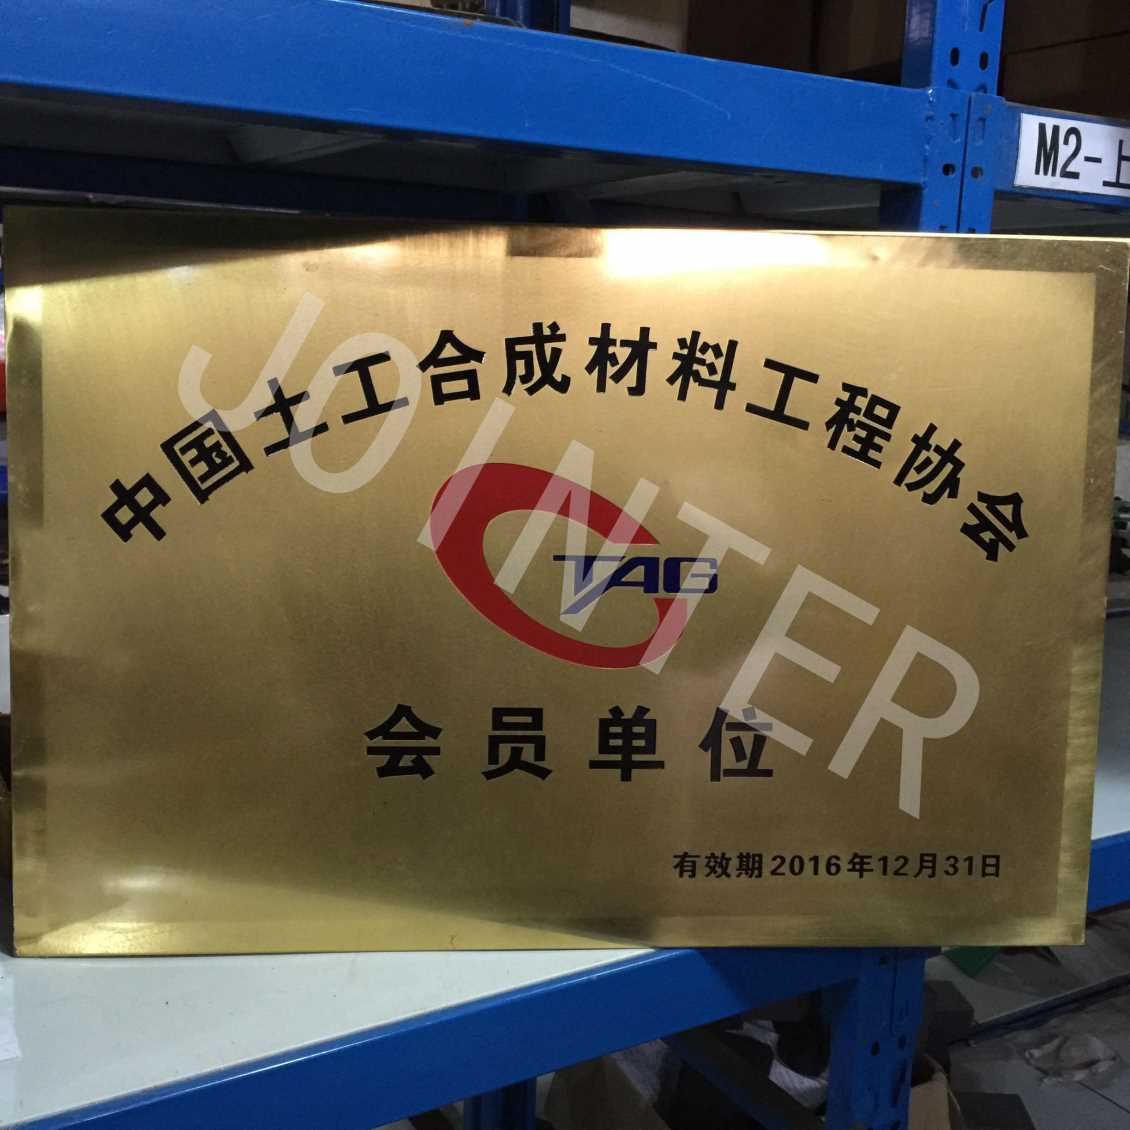 M2-上
中国土工合成材料工程协会
TAG
会员单位
有效期2016年12月31日
JOINTER